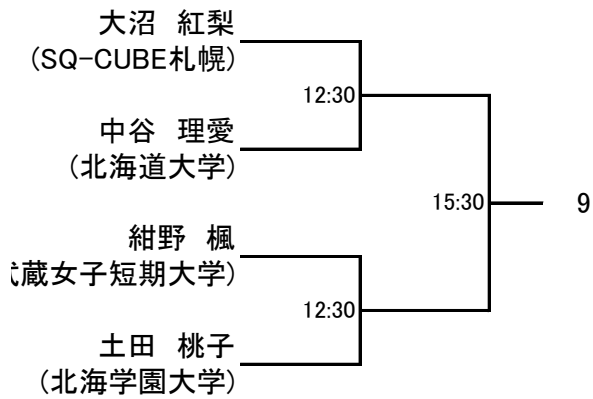 大沼　紅梨
(SQ-CUBE札幌)
12:30
中谷　理愛
(北海道大学)
15:30
9
紺野　楓
蔵女子短期大学)
12:30
土田　桃子
(北海学園大学)